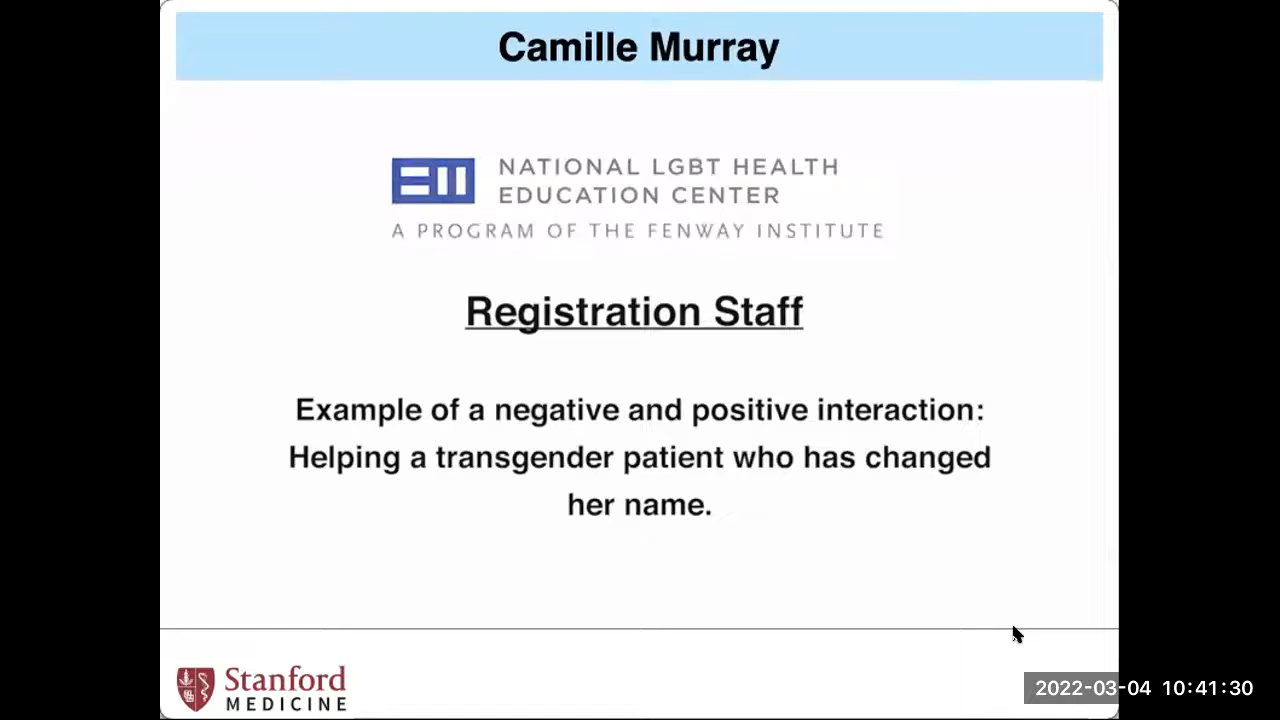 Camille Murray
NATIONAL LGBT HEALTH
EDUCATION CENTER
A PROGRAM OF THE FENWAY INSTITUTE
Registration Staff
Example of a negative and positive interaction:
Helping a transgender patient who has changed
her name.
Stanford
MEDICINE
2022-03-04 10:41:30